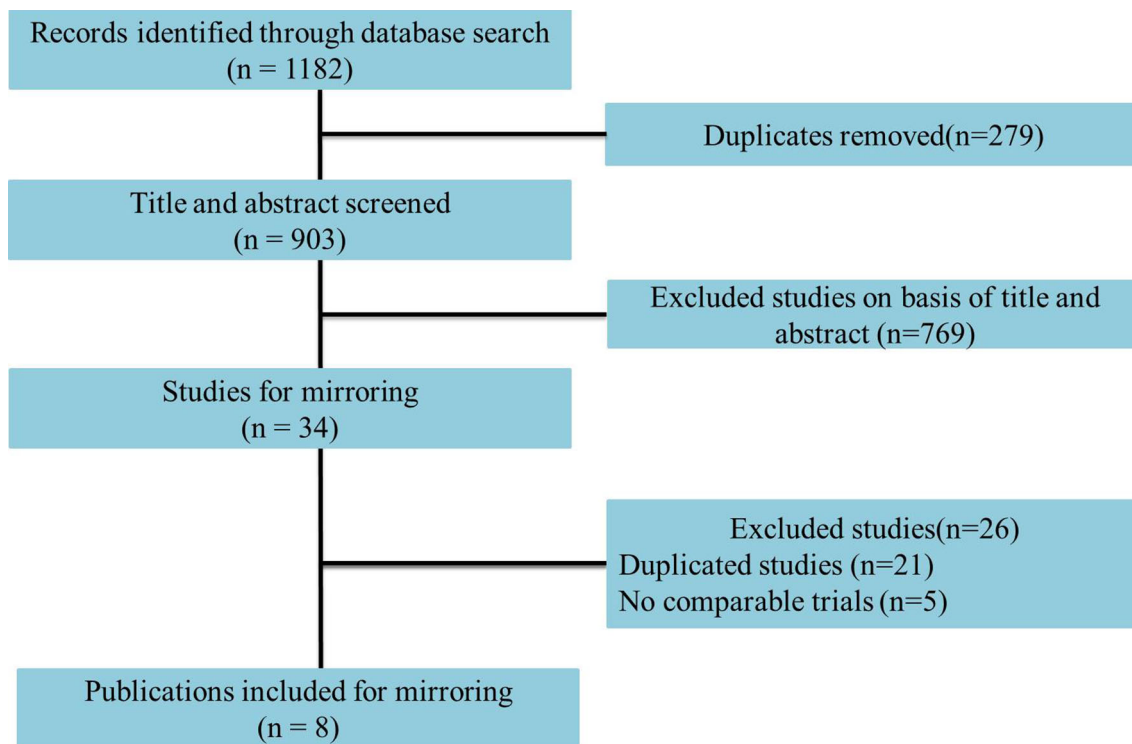 Records identified through database search
(n = 1182)
Duplicates removed(n=279)
Title and abstract screened
(n = 903)
Excluded studies on basis of title and
abstract (n=769)
Studies for mirroring
(n = 34)
Excluded studies(n=26)
Duplicated studies (n=21)
No comparable trials (n=5)
Publications included for mirroring
(n = 8)